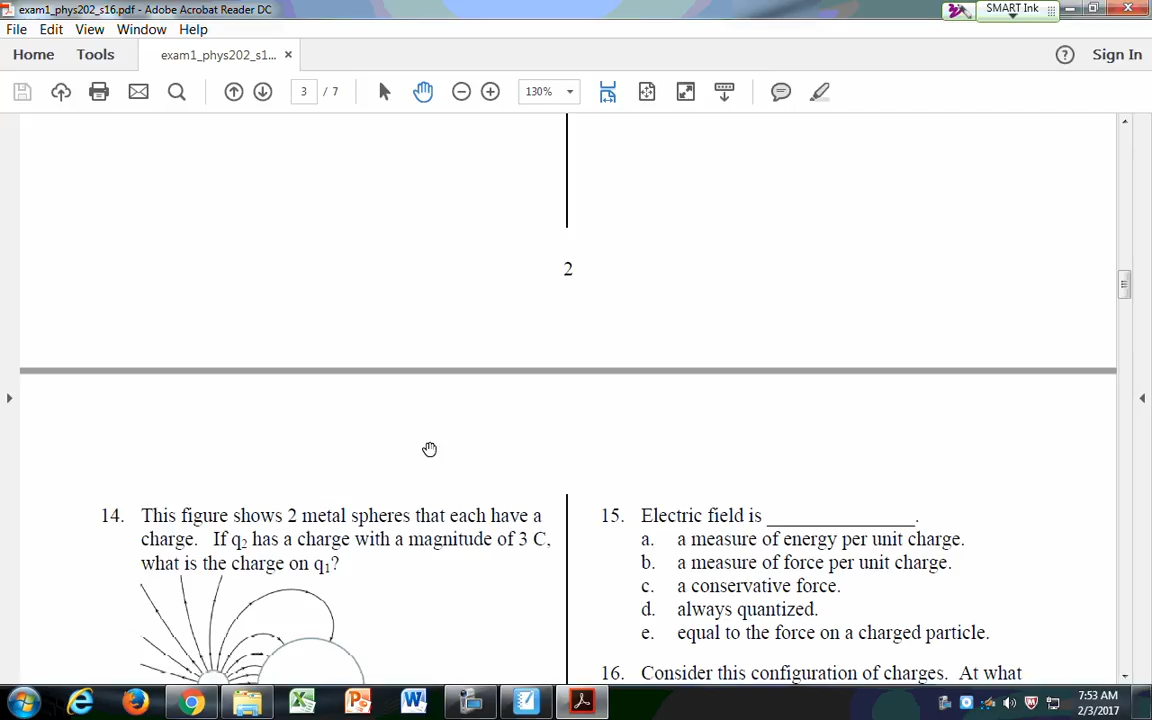 exam1_phys202_s16.pdf - Adobe Acrobat Reader DC
SMART Ink
File Edit View Window Help
Home Tools exam1_phys202_s1... × Sign In
3 / 7 130%
2
14. This figure shows 2 metal spheres that each have a
charge. If q2 has a charge with a magnitude of 3 C,
what is the charge on q1?
15. Electric field is ______________.
a. a measure of energy per unit charge.
b. a measure of force per unit charge.
c. a conservative force.
d. always quantized.
e. equal to the force on a charged particle.
16. Consider this configuration of charges. At what
7:53 AM
2/3/2017